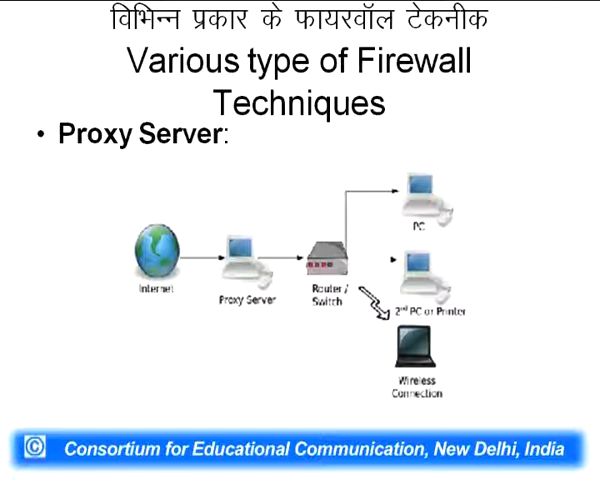 विभिन्न प्रकार के फायरवॉल टेकनीक
Various type of Firewall
Techniques
• Proxy Server:
PC
Internet
Proxy Server
Router /
Switch
2nd PC or Printer
Wireless
Connection
© Consortium for Educational Communication, New Delhi, India